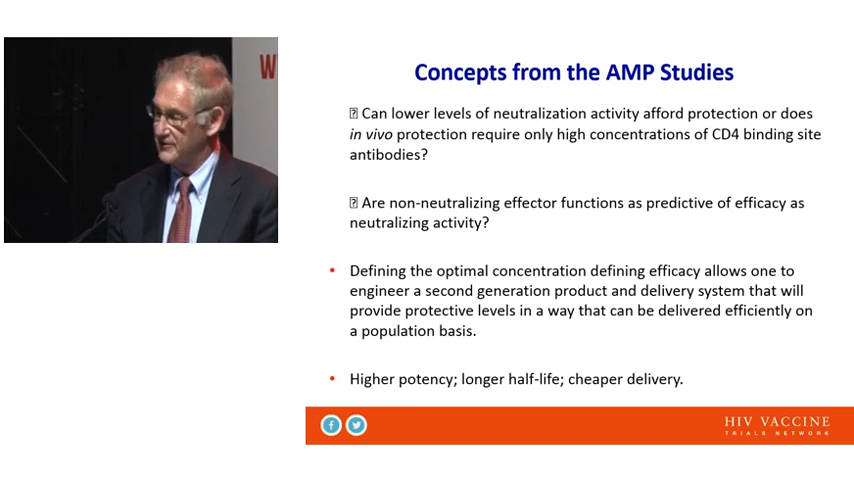 W
Concepts from the AMP Studies
Can lower levels of neutralization activity afford protection or does
in vivo protection require only high concentrations of CD4 binding site
antibodies?
Are non-neutralizing effector functions as predictive of efficacy as
neutralizing activity?
• Defining the optimal concentration defining efficacy allows one to
engineer a second generation product and delivery system that will
provide protective levels in a way that can be delivered efficiently on
a population basis.
• Higher potency; longer half-life; cheaper delivery.
HIV VACCINE
TRIALS NETWORK